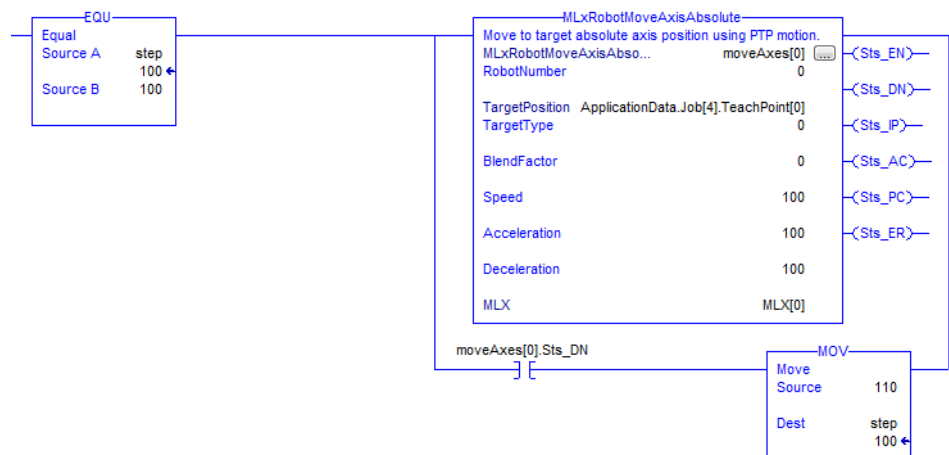 EQU
Equal
Source A step
100
Source B 100
MLxRobotMoveAxisAbsolute
Move to target absolute axis position using PTP motion.
MLxRobotMoveAxisAbso... moveAxes[0] ...
RobotNumber 0
TargetPosition ApplicationData.Job[4].TeachPoint[0]
TargetType 0
BlendFactor 0
Speed 100
Acceleration 100
Deceleration 100
MLX MLX[0]
Sts_EN
Sts_DN
Sts_IP
Sts_AC
Sts_PC
Sts_ER
moveAxes[0].Sts_DN
MOV
Move
Source 110
Dest step
100